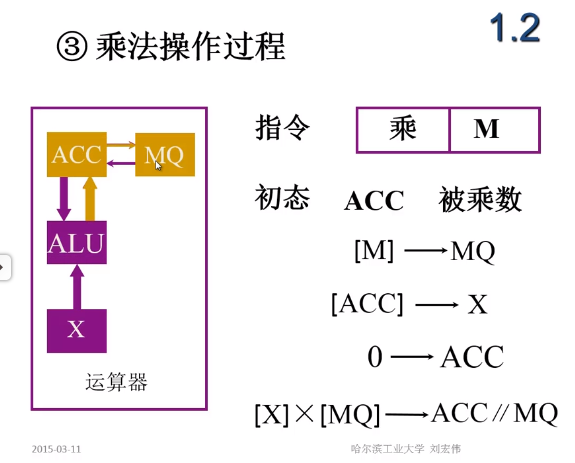 1.2
③ 乘法操作过程
指令 乘 M
ACC MQ
初态 ACC 被乘数
ALU
[M] ⟶ MQ
[ACC] ⟶ X
X
0 ⟶ ACC
运算器
[X]×[MQ] ⟶ ACC∥MQ
2015-03-11 哈尔滨工业大学 刘宏伟